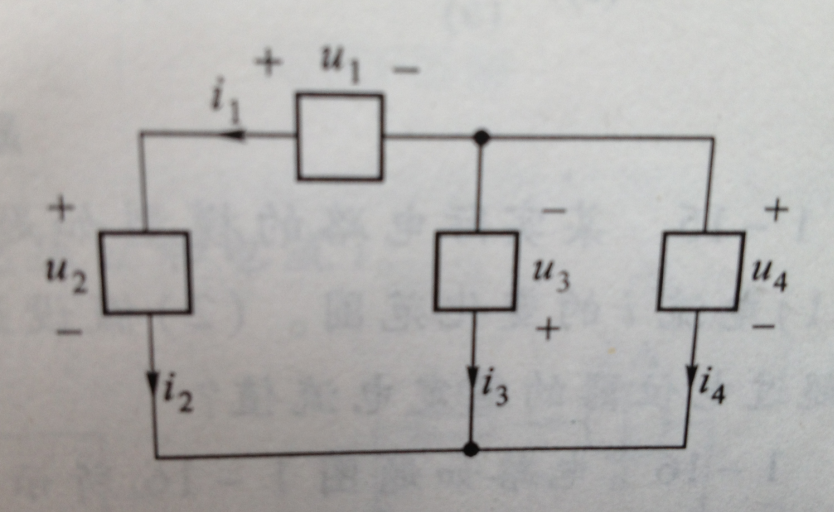 + u₁ −
i₁
+ − +
u₂ u₃ u₄
− + −
i₂ i₃ i₄